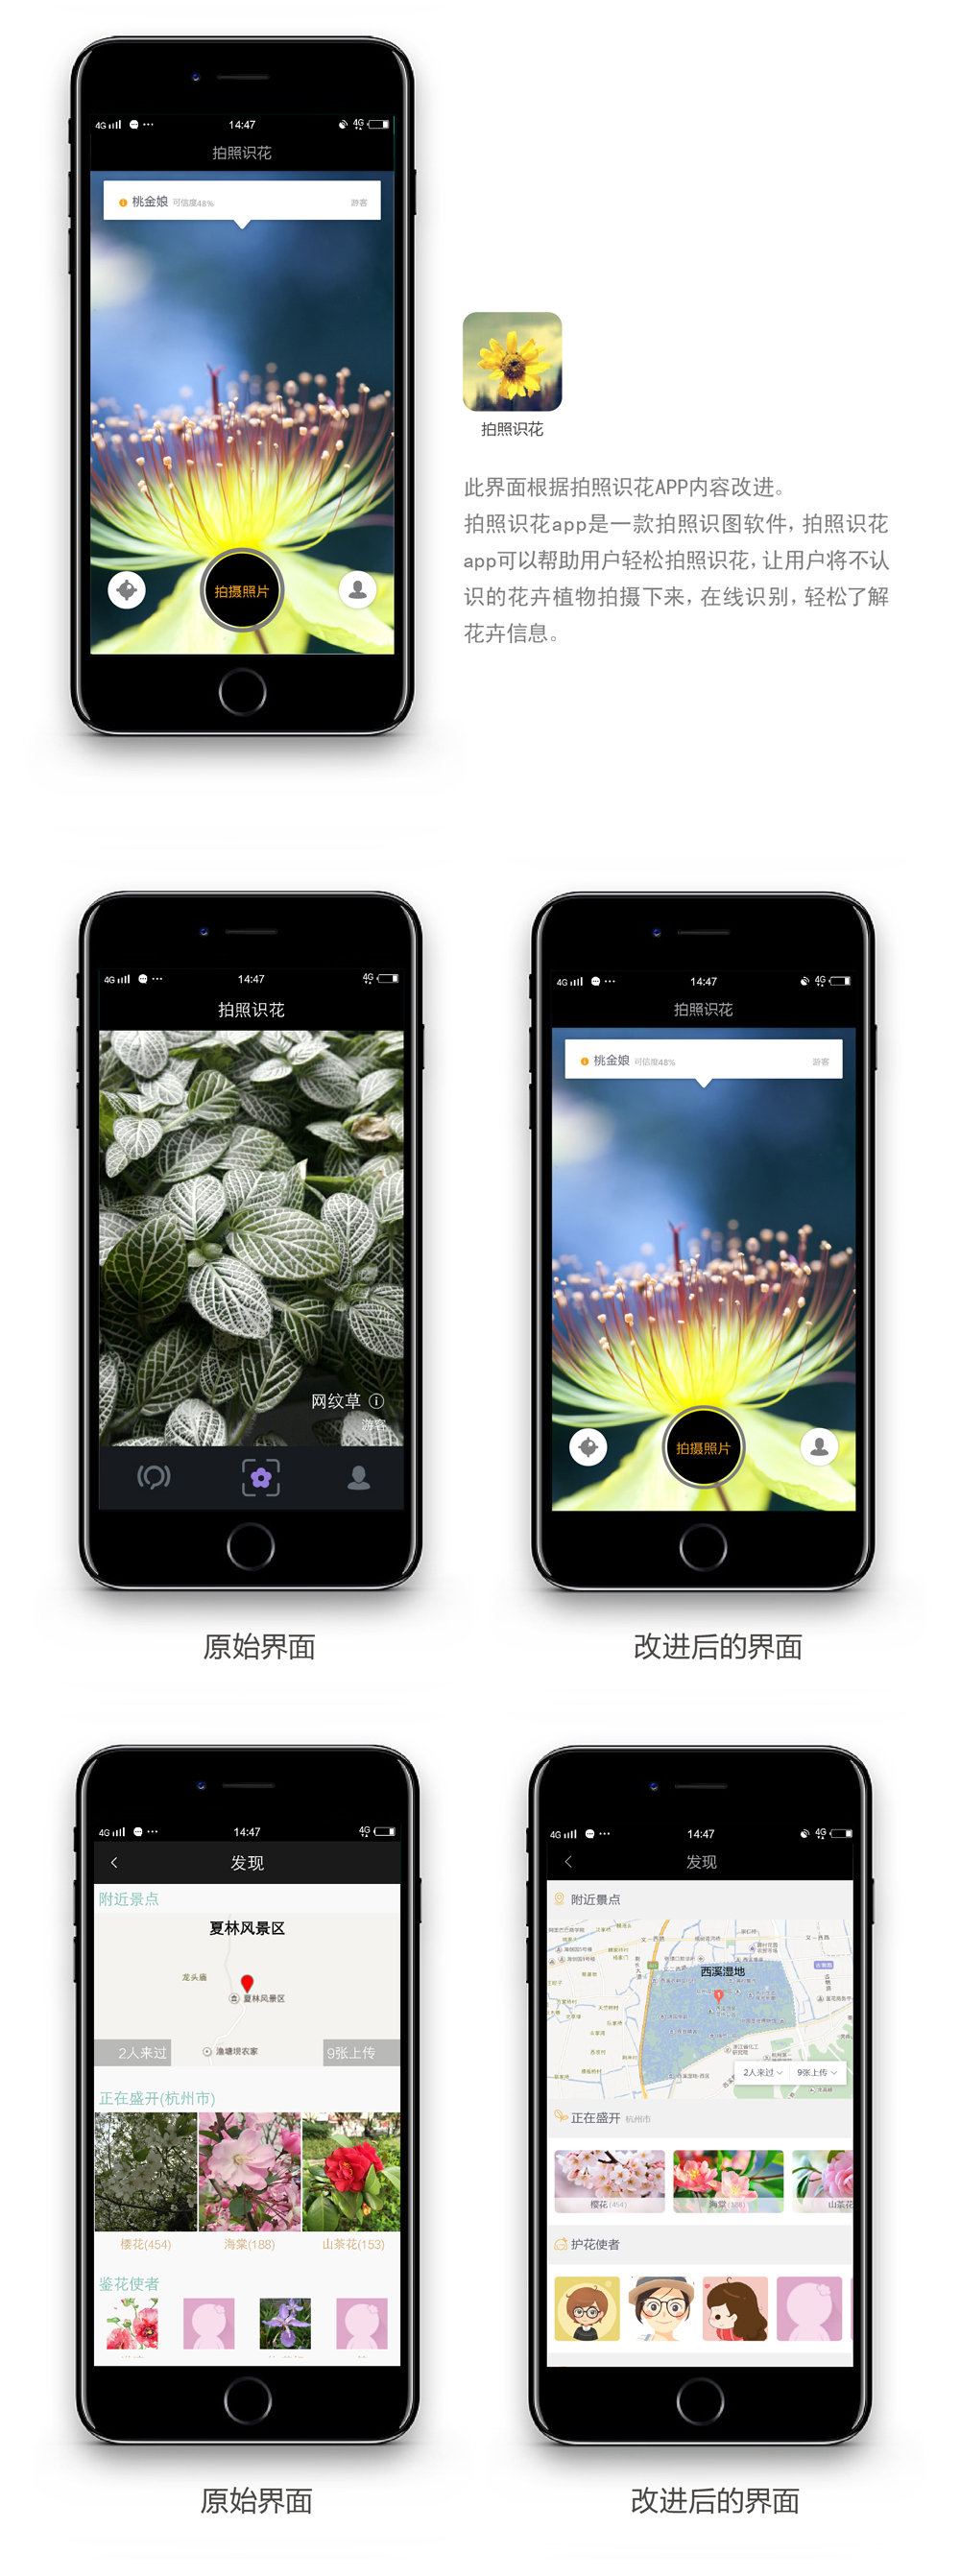 4G 14:47 4G
拍照识花
桃金娘 可信度48% 游客
拍摄照片
拍照识花
此界面根据拍照识花APP内容改进。
拍照识花app是一款拍照识图软件，拍照识花
app可以帮助用户轻松拍照识花，让用户将不认
识的花卉植物拍摄下来，在线识别，轻松了解
花卉信息。
4G 14:47 4G
拍照识花
网纹草
游客
原始界面
4G 14:47 4G
拍照识花
桃金娘 可信度48% 游客
拍摄照片
改进后的界面
4G 14:47 4G
发现
附近景点
夏林风景区
龙头庙
夏林风景区
渔塘坝农家
2人来过 9张上传
正在盛开(杭州市)
樱花(454) 海棠(188) 山茶花(153)
鉴花使者
原始界面
4G 14:47 4G
发现
附近景点
西溪湿地
2人来过 9张上传
正在盛开 杭州市
樱花(454) 海棠(188) 山茶花
护花使者
改进后的界面